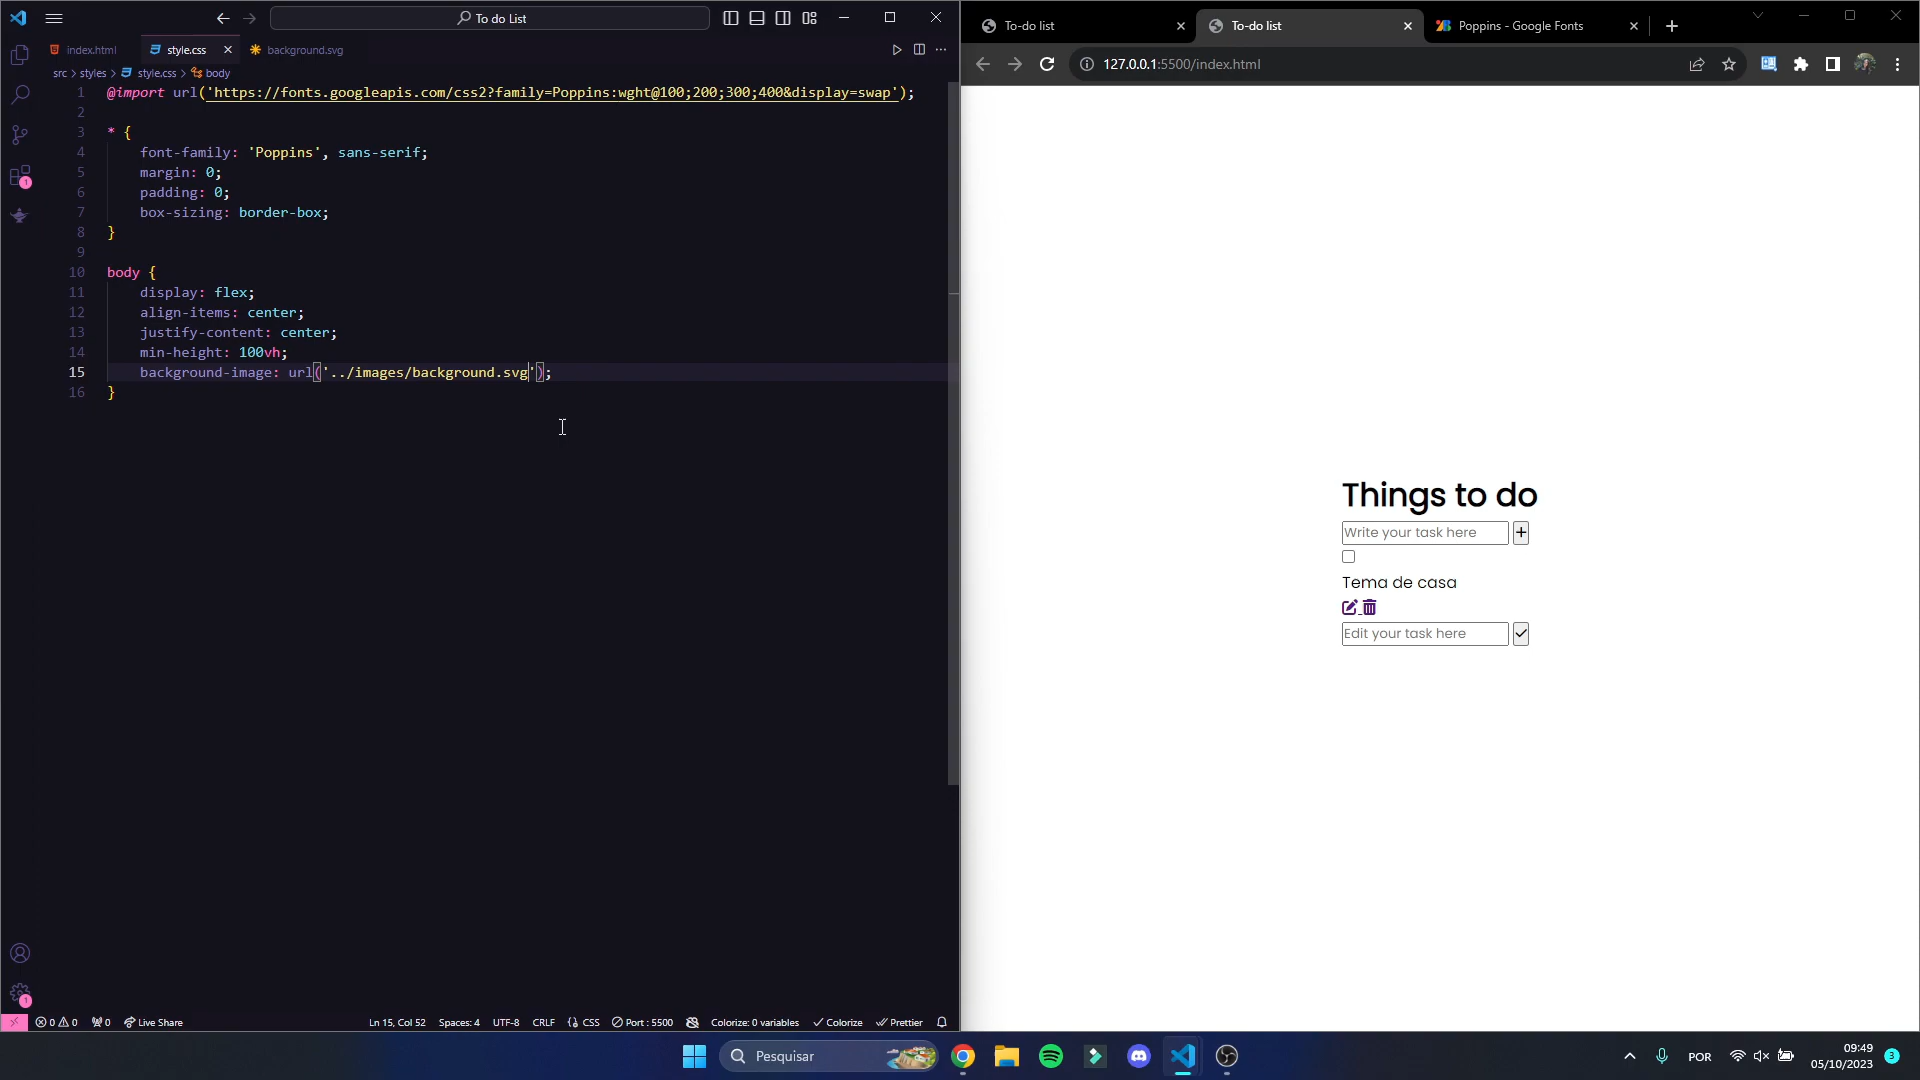 To do List
index.html
style.css
background.svg
src > styles > style.css > body
1 @import url('https://fonts.googleapis.com/css2?family=Poppins:wght@100;200;300;400&display=swap');
2
3 * {
4 font-family: 'Poppins', sans-serif;
5 margin: 0;
6 padding: 0;
7 box-sizing: border-box;
8 }
9
10 body {
11 display: flex;
12 align-items: center;
13 justify-content: center;
14 min-height: 100vh;
15 background-image: url('../images/background.svg');
16 }
1
1
0 0 0 Live Share Ln 15, Col 52 Spaces: 4 UTF-8 CRLF {} CSS Port : 5500 Colorize: 0 variables Colorize Prettier
To-do list
To-do list
Poppins - Google Fonts
127.0.0.1:5500/index.html
Things to do
Write your task here +
Tema de casa
Edit your task here
Pesquisar
POR
09:49
05/10/2023
3